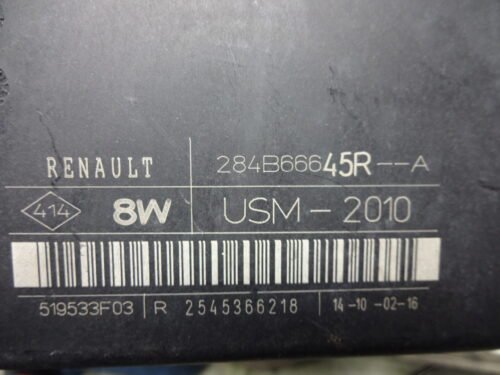 RENAULT 284B66645R--A
414 8W USM-2010
519533F03 R 2545366218 14-10-02-16